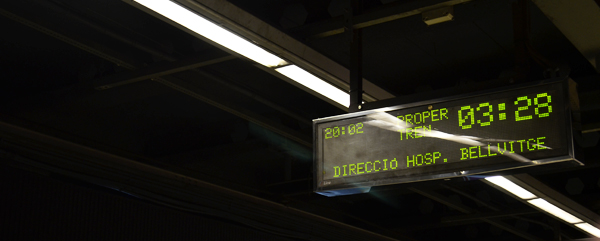 20:02 PROPER 03:28
TREN
DIRECCIÓ HOSP. BELLVITGE